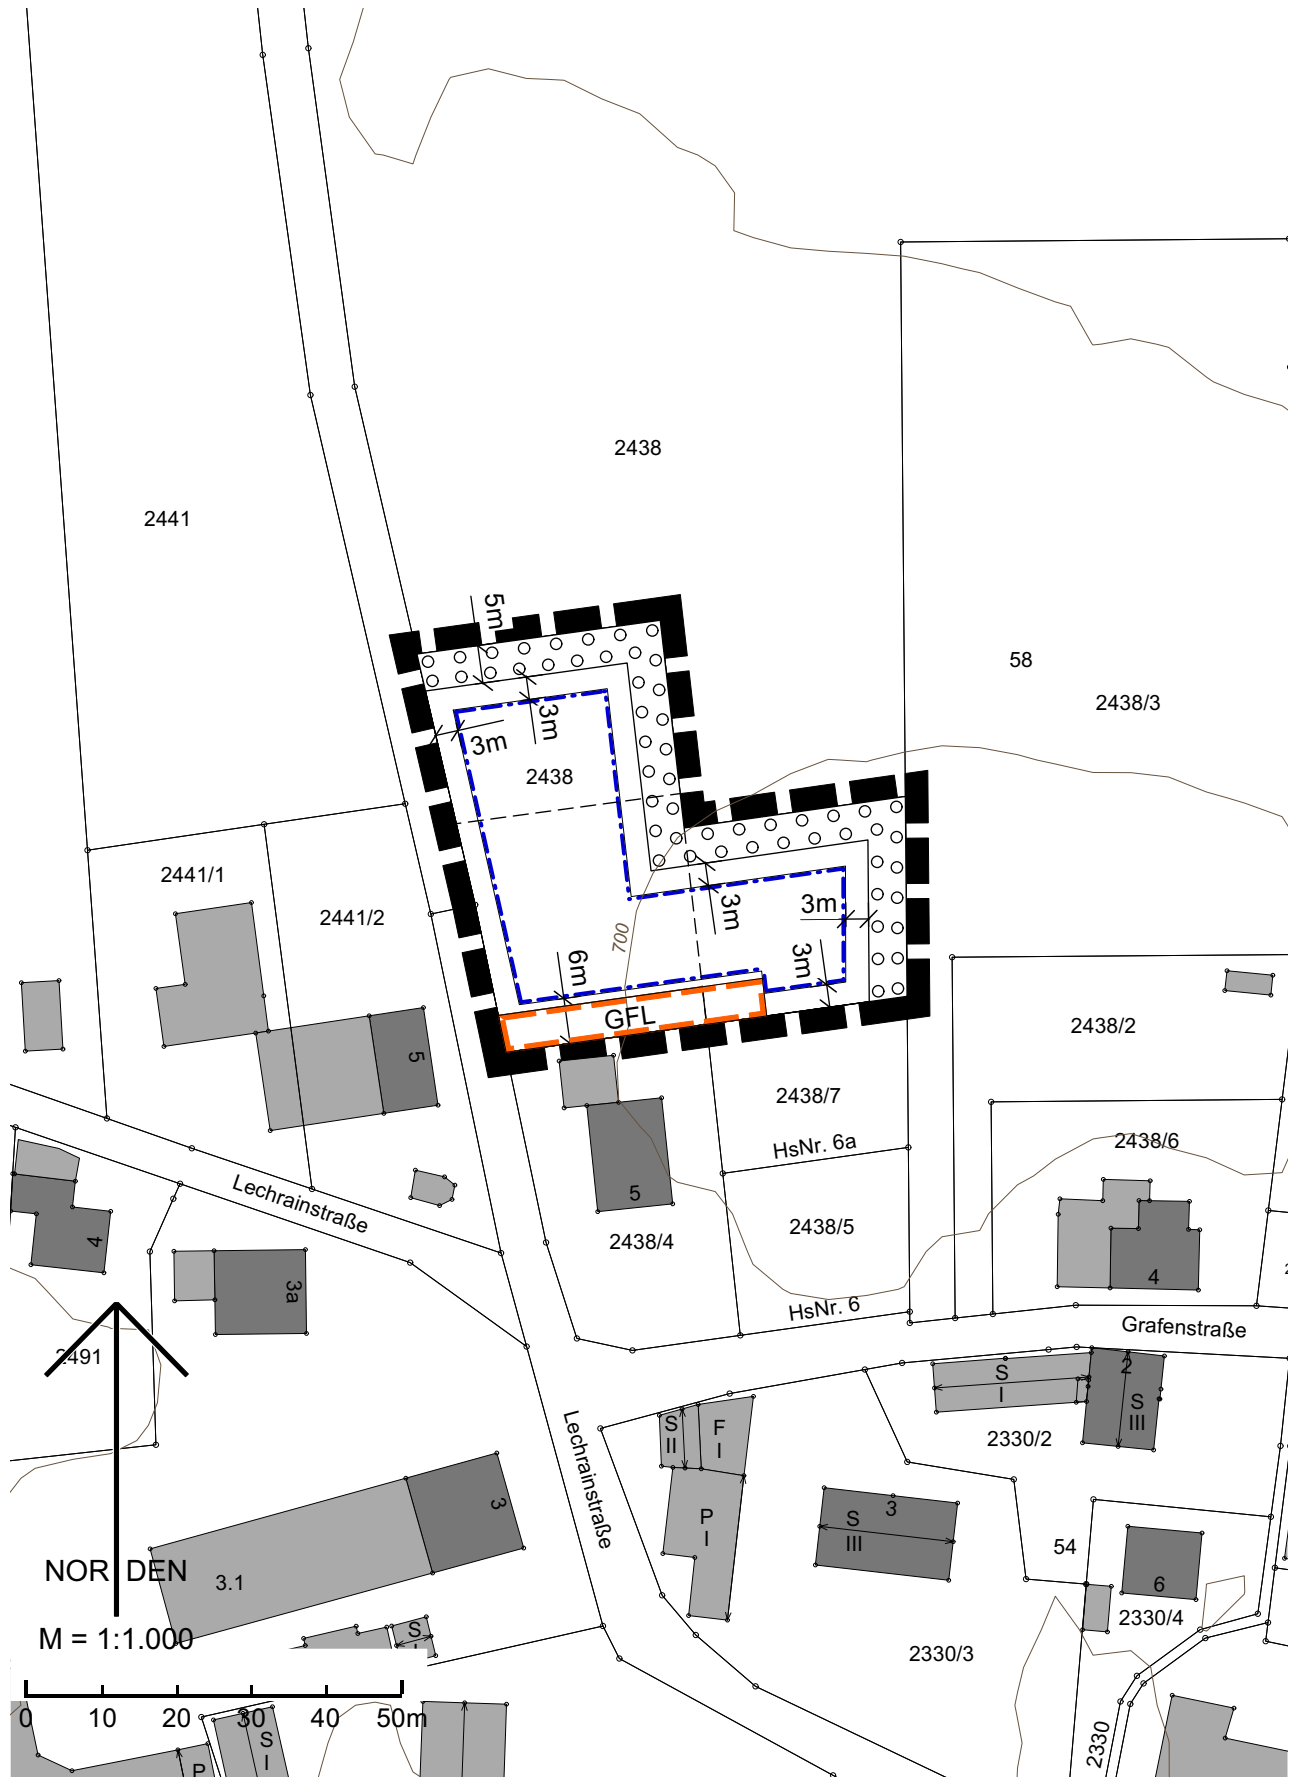 2438
2441
5m
58
2438/3
3m
3m
2438
2441/1
2441/2
3m
3m
700
6m
3m
GFL
2438/2
5
2438/7
HsNr. 6a
2438/6
Lechrainstraße
5
2438/4
2438/5
4
3a
4
HsNr. 6
Grafenstraße
2491
2
S
I
S
III
S
II
F
I
2330/2
Lechrainstraße
3
S
III
P
I
3
54
NORDEN
3.1
6
2330/4
M = 1:1.000
S
2330/3
0 10 20 30 40 50m
S
I
P
2330